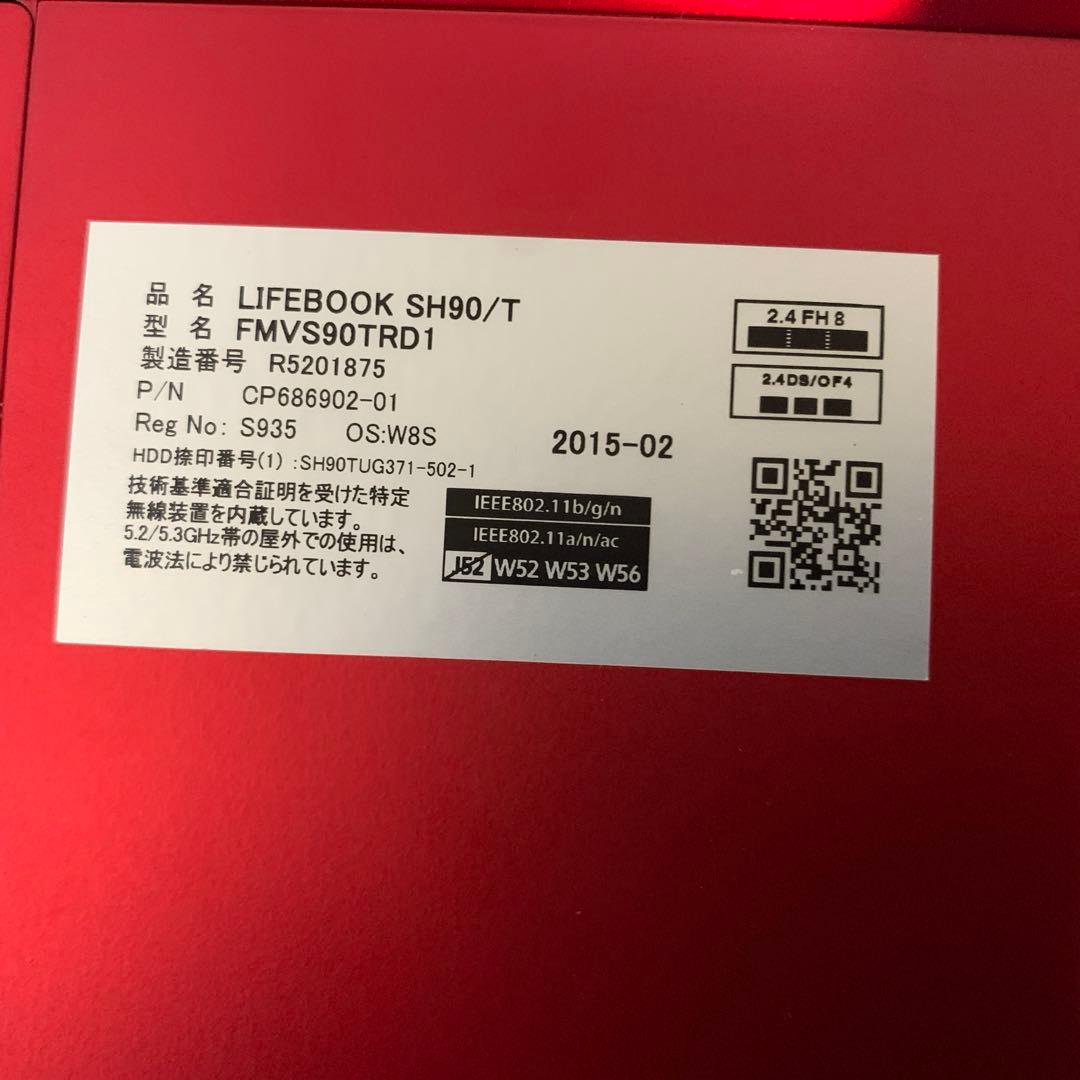 品 名 LIFEBOOK SH90/T
型 名 FMVS90TRD1
製造番号 R5201875
P/N CP686902-01
Reg No: S935 OS:W8S
2015-02
HDD捺印番号(1) :SH90TUG371-502-1
技術基準適合証明を受けた特定
無線装置を内蔵しています。
5.2/5.3GHz帯の屋外での使用は、
電波法により禁じられています。
IEEE802.11b/g/n
IEEE802.11a/n/ac
J52 W52 W53 W56
2.4FH8
2.4DS/OF4